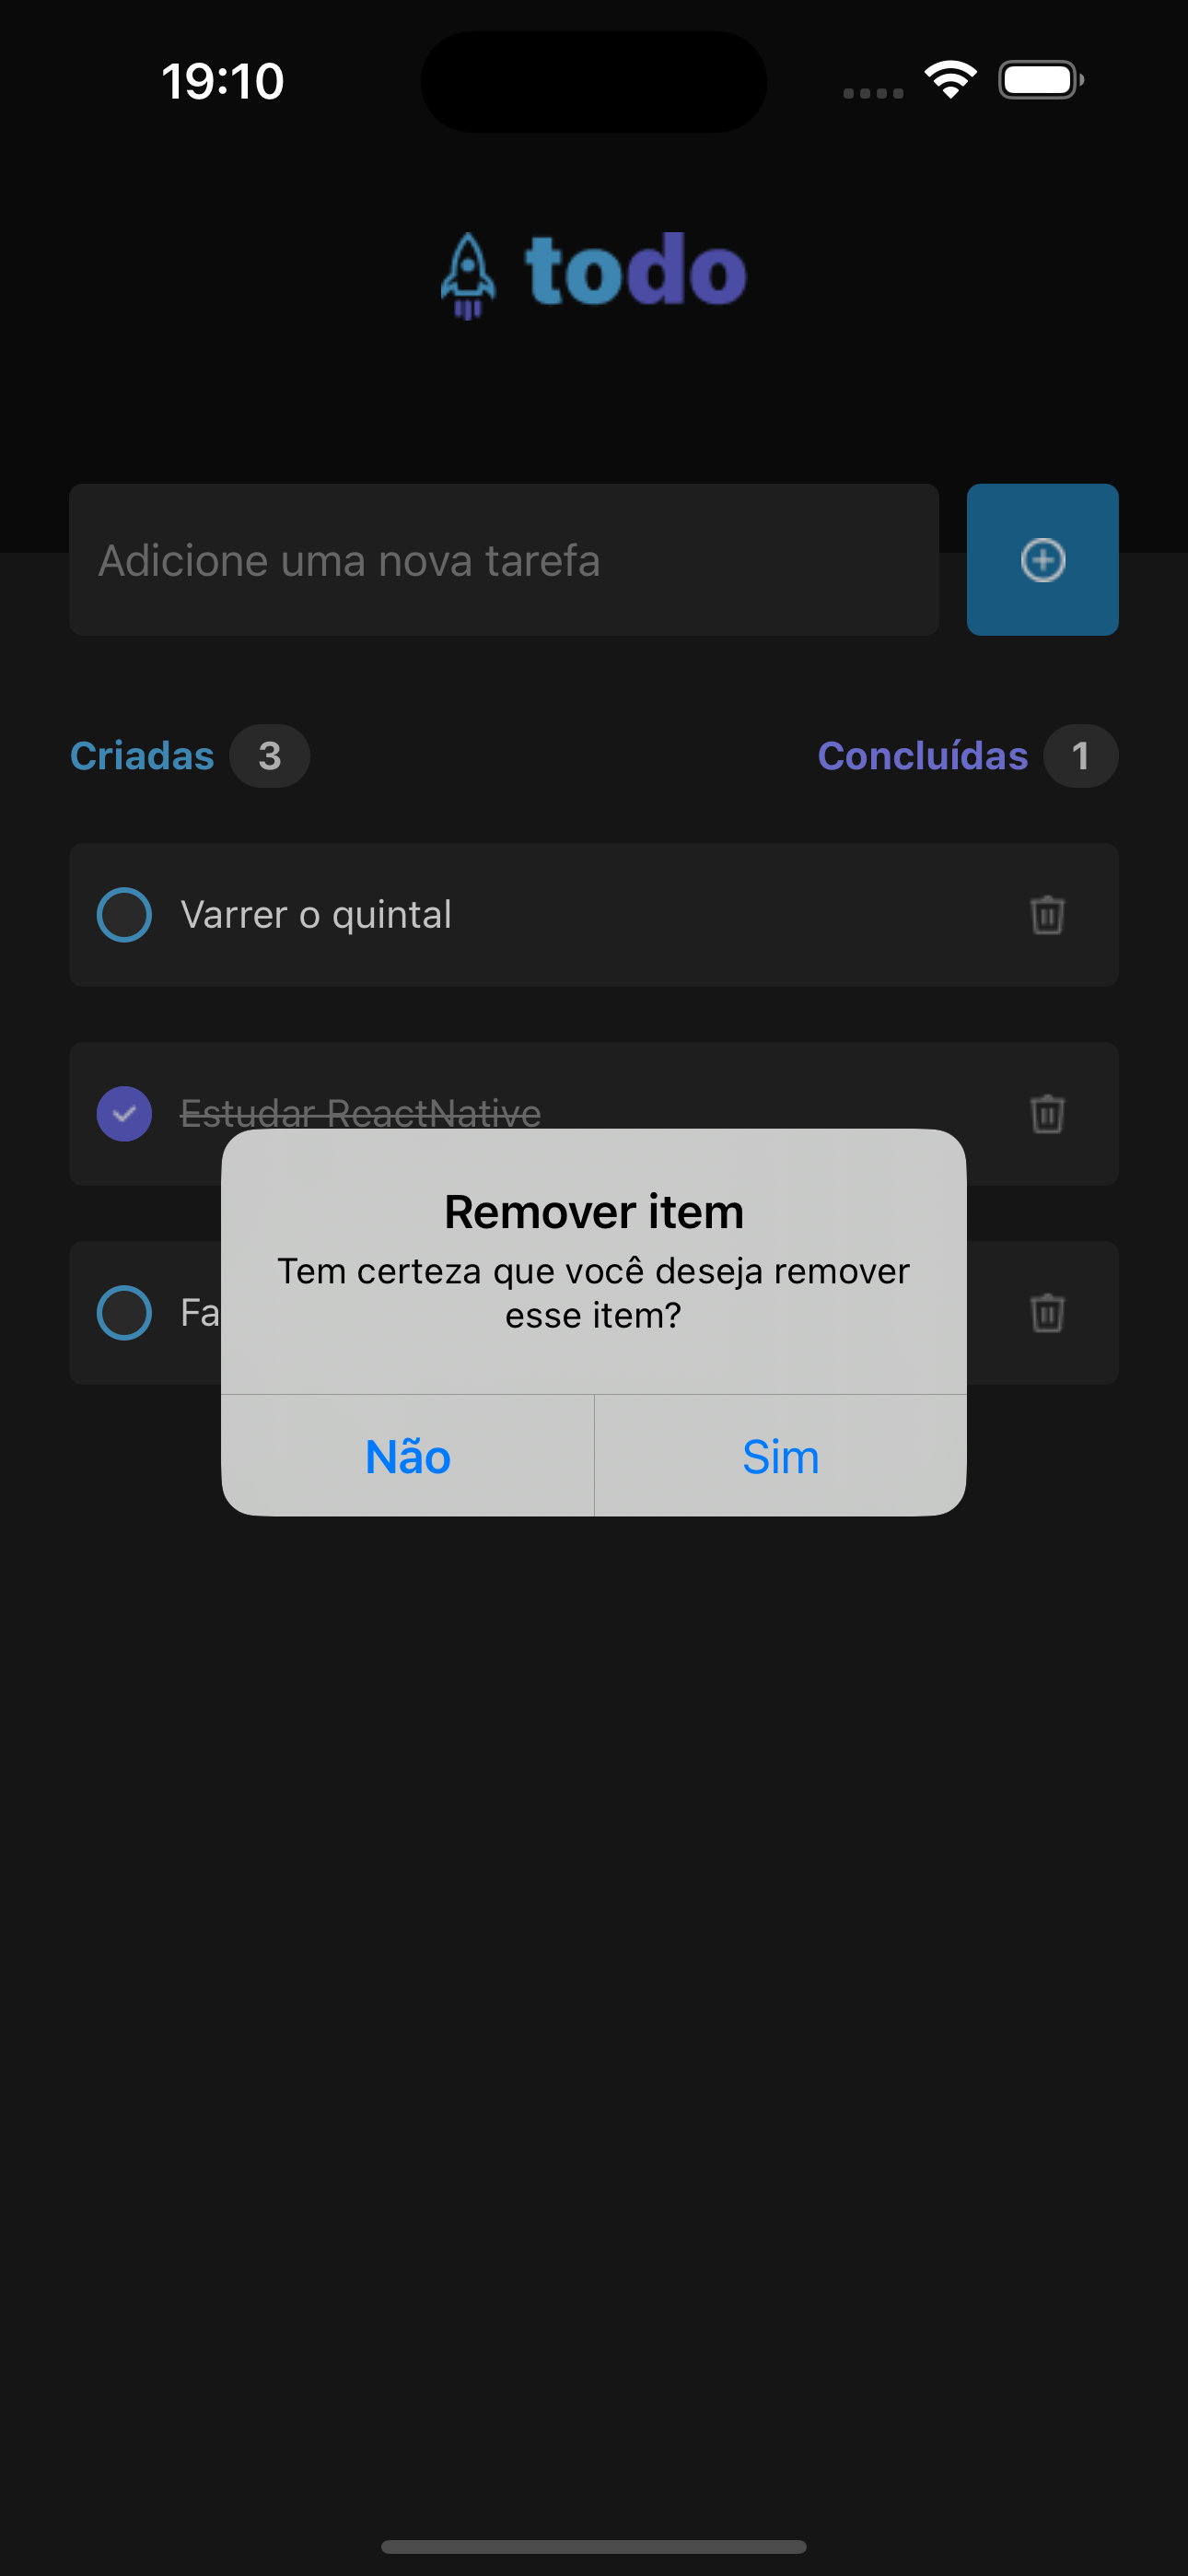 19:10
todo
Adicione uma nova tarefa
Criadas 3
Concluídas 1
Varrer o quintal
Estudar ReactNative
Remover item
Tem certeza que você deseja remover
esse item?
Não
Sim